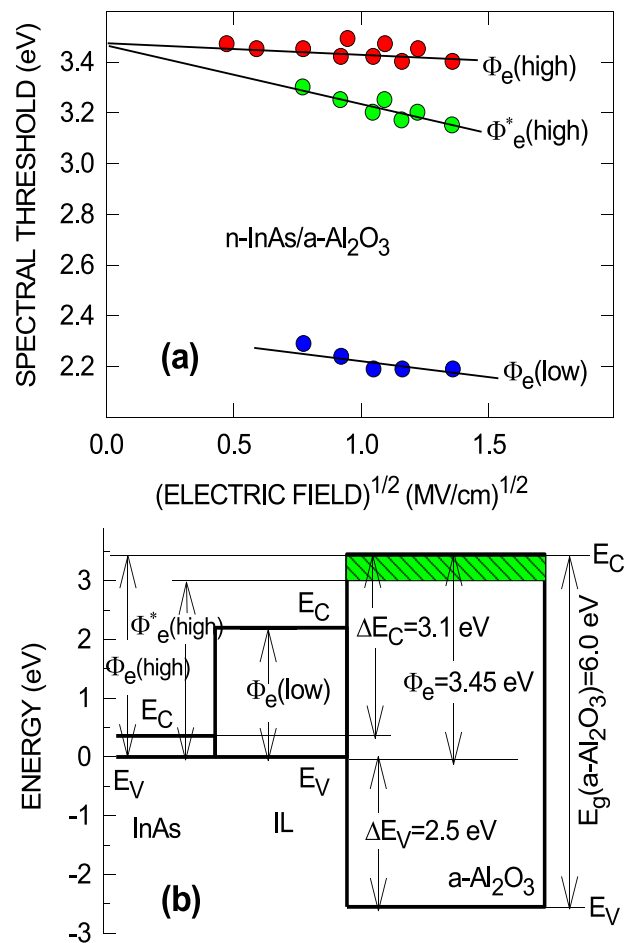 3.4
3.2
3.0
2.8
2.6
2.4
2.2
SPECTRAL THRESHOLD (eV)
Φe(high)
Φ*e(high)
n-InAs/a-Al2O3
(a)
Φe(low)
0.0 0.5 1.0 1.5
(ELECTRIC FIELD)1/2 (MV/cm)1/2
3
2
1
0
-1
-2
-3
ENERGY (eV)
EC
Φ*e(high)
EC
ΔEC=3.1 eV
Φe(high)
Φe(low)
Φe=3.45 eV
EC
EV
EV
InAs
IL
ΔEV=2.5 eV
(b)
a-Al2O3
EV
Eg(a-Al2O3)=6.0 eV